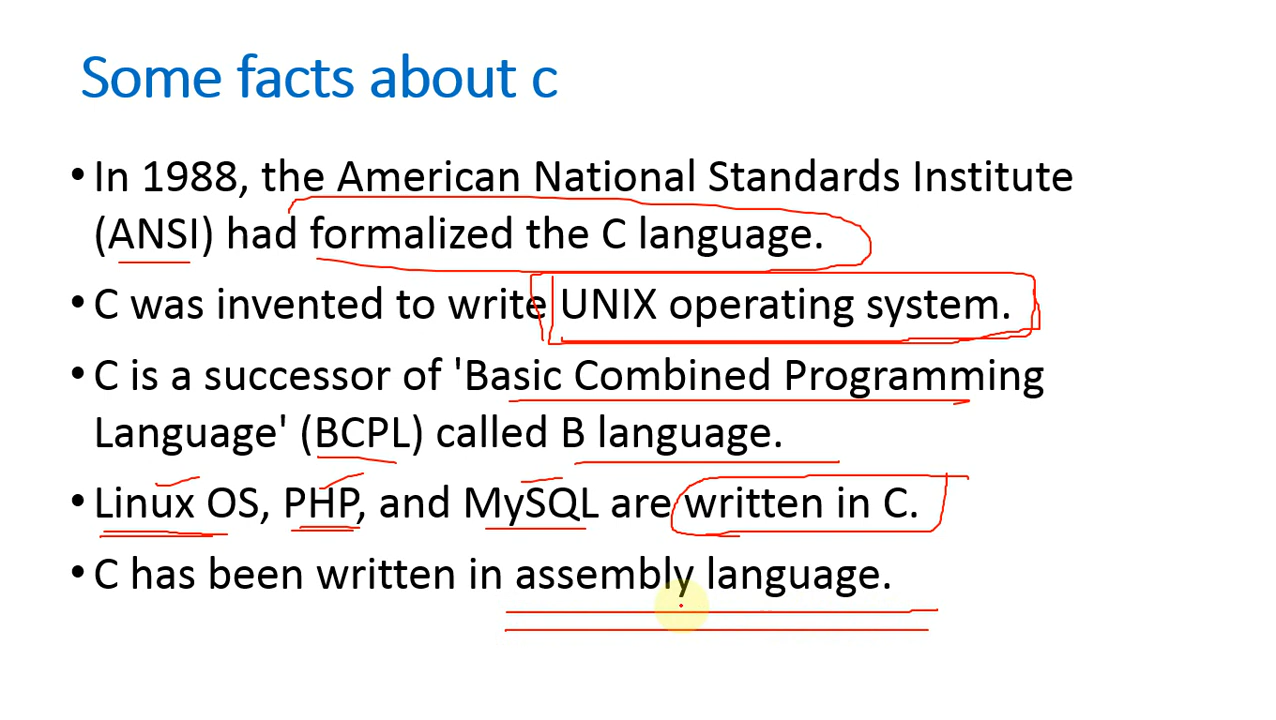 Some facts about c
• In 1988, the American National Standards Institute
(ANSI) had formalized the C language.
• C was invented to write UNIX operating system.
• C is a successor of 'Basic Combined Programming
Language' (BCPL) called B language.
• Linux OS, PHP, and MySQL are written in C.
• C has been written in assembly language.